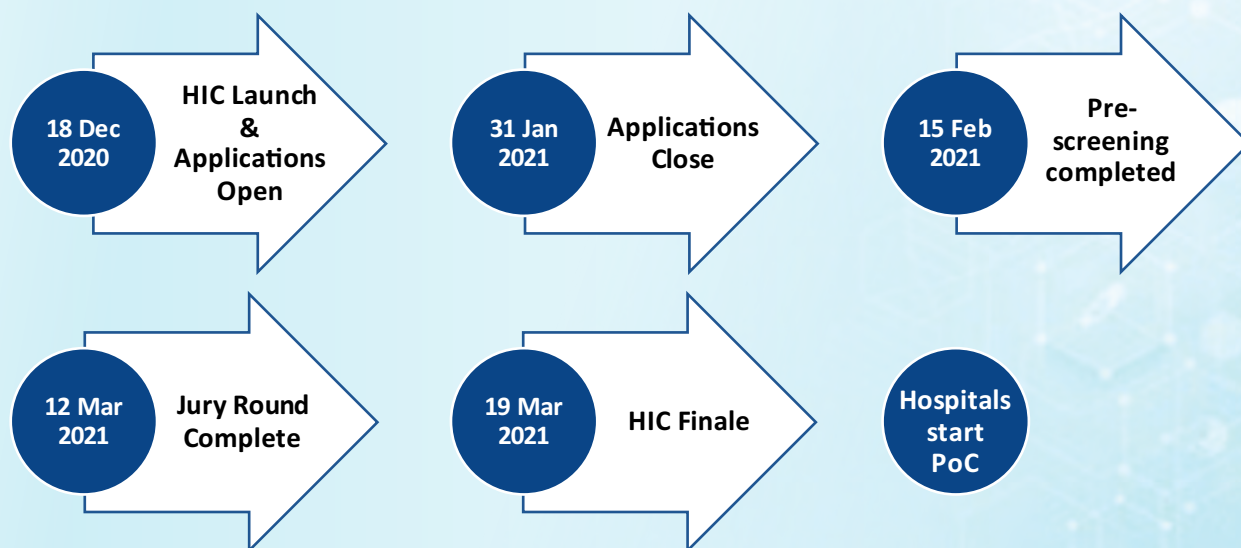 18 Dec
2020
HIC Launch
&
Applications
Open
31 Jan
2021
Applications
Close
15 Feb
2021
Pre-
screening
completed
12 Mar
2021
Jury Round
Complete
19 Mar
2021
HIC Finale
Hospitals
start
PoC